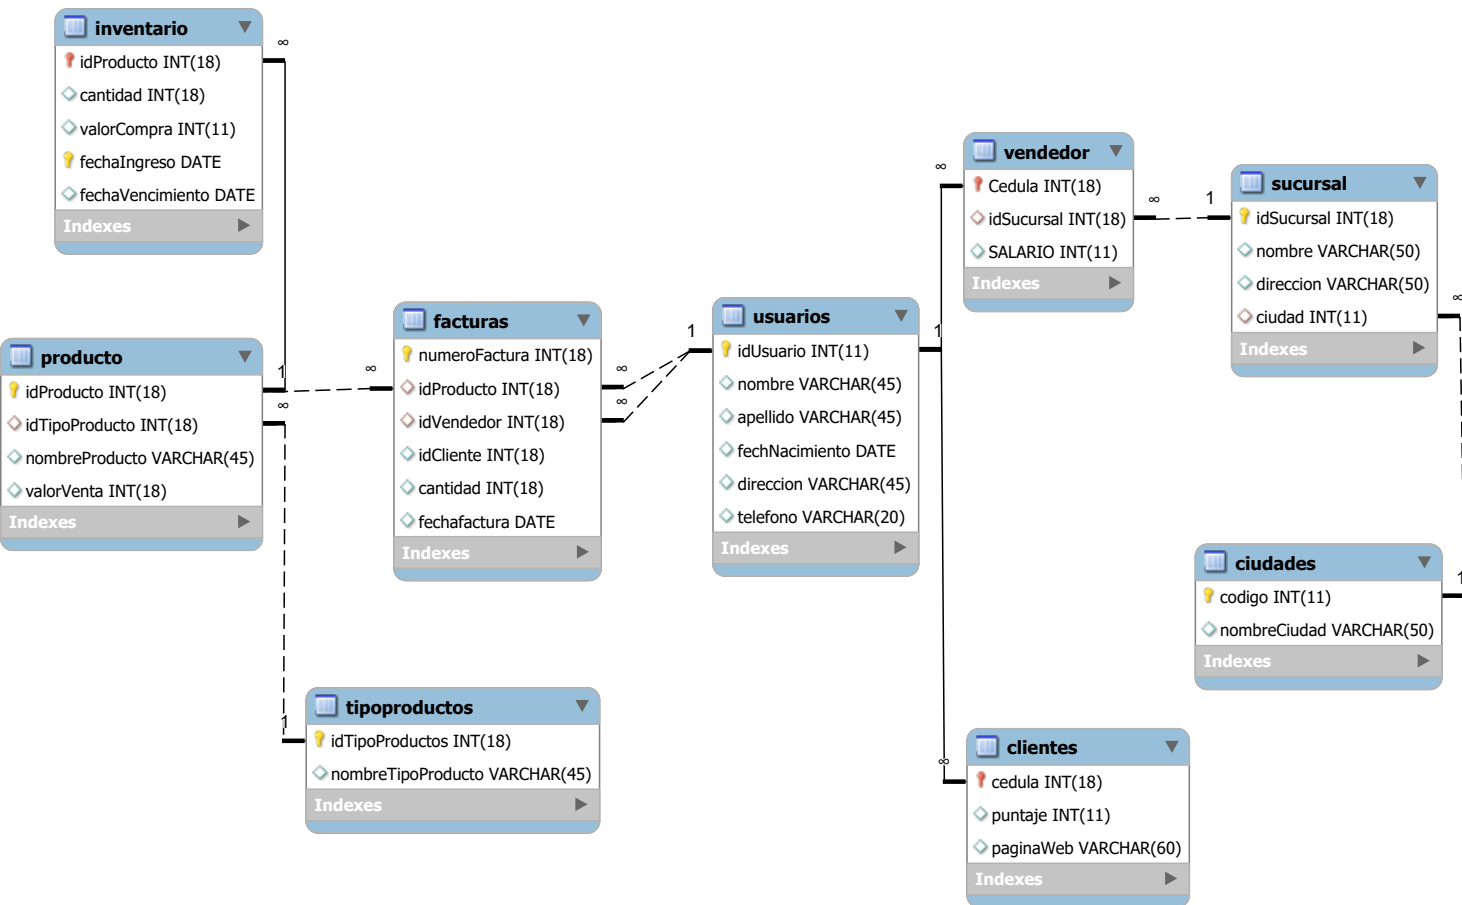 inventario
idProducto INT(18)
cantidad INT(18)
valorCompra INT(11)
fechaIngreso DATE
fechaVencimiento DATE
Indexes
∞
producto
idProducto INT(18)
idTipoProducto INT(18)
nombreProducto VARCHAR(45)
valorVenta INT(18)
Indexes
1
∞
∞
facturas
numeroFactura INT(18)
idProducto INT(18)
idVendedor INT(18)
idCliente INT(18)
cantidad INT(18)
fechafactura DATE
Indexes
∞
∞
1
usuarios
idUsuario INT(11)
nombre VARCHAR(45)
apellido VARCHAR(45)
fechNacimiento DATE
direccion VARCHAR(45)
telefono VARCHAR(20)
Indexes
1
∞
vendedor
Cedula INT(18)
idSucursal INT(18)
SALARIO INT(11)
Indexes
∞
1
sucursal
idSucursal INT(18)
nombre VARCHAR(50)
direccion VARCHAR(50)
ciudad INT(11)
Indexes
∞
ciudades
codigo INT(11)
nombreCiudad VARCHAR(50)
Indexes
1
1
tipoproductos
idTipoProductos INT(18)
nombreTipoProducto VARCHAR(45)
Indexes
∞
clientes
cedula INT(18)
puntaje INT(11)
paginaWeb VARCHAR(60)
Indexes